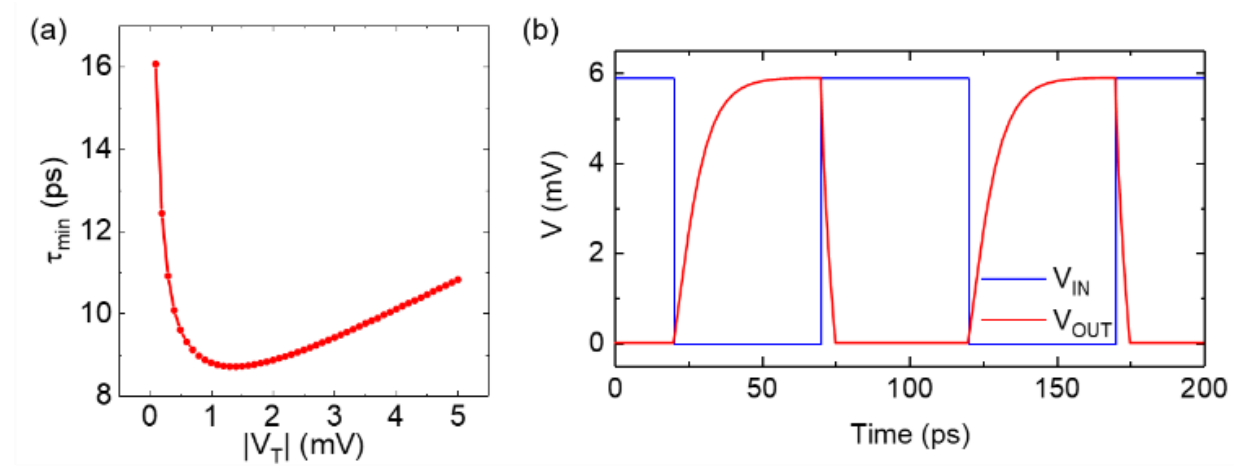 (a)
16
14
12
10
8
τmin (ps)
0 1 2 3 4 5
|VT| (mV)
(b)
6
4
2
0
V (mV)
VIN
VOUT
0 50 100 150 200
Time (ps)